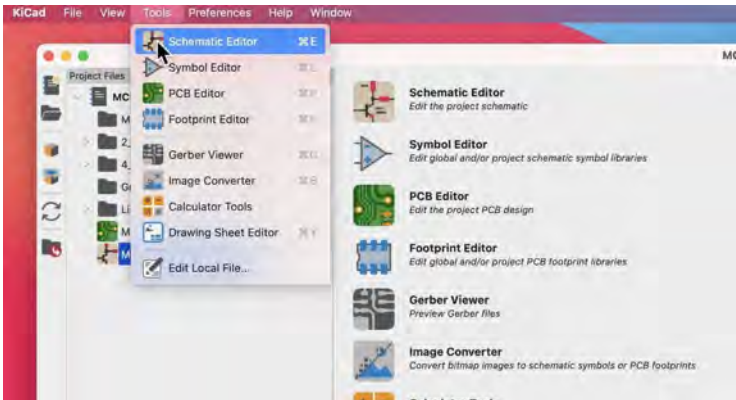 KiCad File View Tools Preferences Help Window
Schematic Editor ⌘E
Symbol Editor ⌘L
PCB Editor ⌘P
Footprint Editor ⌘F
Gerber Viewer ⌘G
Image Converter ⌘B
Calculator Tools
Drawing Sheet Editor ⌘Y
Edit Local File...
Project Files
MC
M
2_
4_
G
Li
M
M
MC
Schematic Editor
Edit the project schematic
Symbol Editor
Edit global and/or project schematic symbol libraries
PCB Editor
Edit the project PCB design
Footprint Editor
Edit global and/or project PCB footprint libraries
Gerber Viewer
Preview Gerber files
Image Converter
Convert bitmap images to schematic symbols or PCB footprints